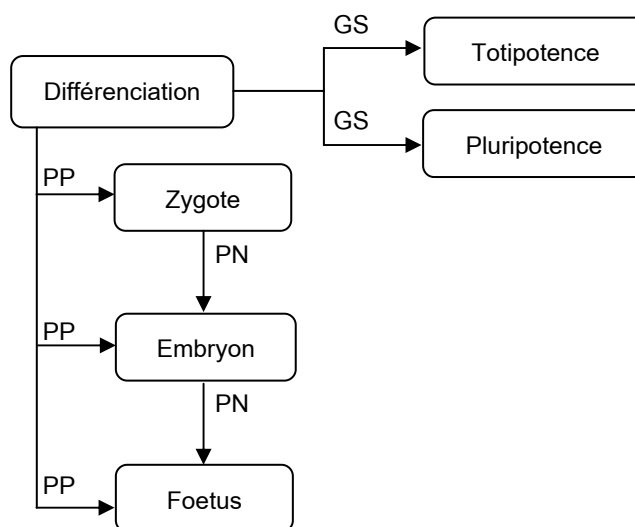 GS
Totipotence
Différenciation
GS
Pluripotence
PP
Zygote
PN
PP
Embryon
PN
PP
Foetus